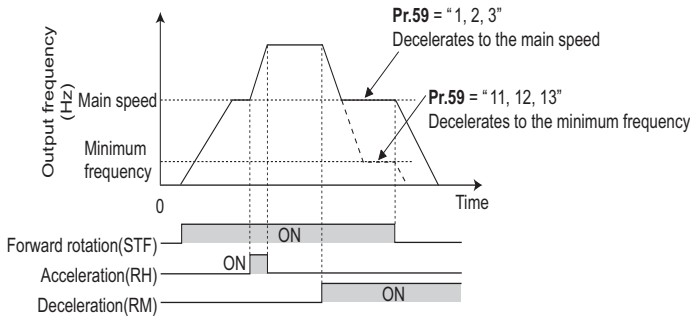 Pr.59 = “1, 2, 3”
Decelerates to the main speed
Output frequency
(Hz)
Main speed
Pr.59 = “11, 12, 13”
Decelerates to the minimum frequency
Minimum
frequency
0
Time
Forward rotation(STF)
ON
Acceleration(RH)
ON
Deceleration(RM)
ON